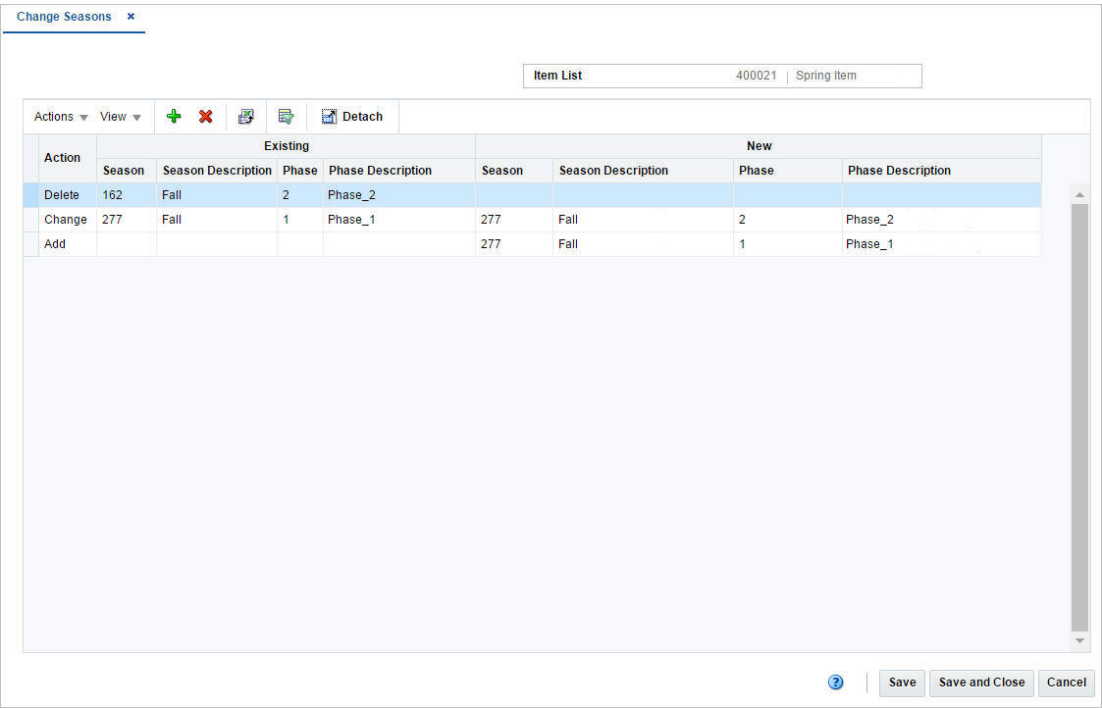 Change Seasons ×
Item List 400021 | Spring Item
Actions View Detach
Existing New
Action
Season Season Description Phase Phase Description Season Season Description Phase Phase Description
Delete 162 Fall 2 Phase_2
Change 277 Fall 1 Phase_1 277 Fall 2 Phase_2
Add 277 Fall 1 Phase_1
? Save Save and Close Cancel